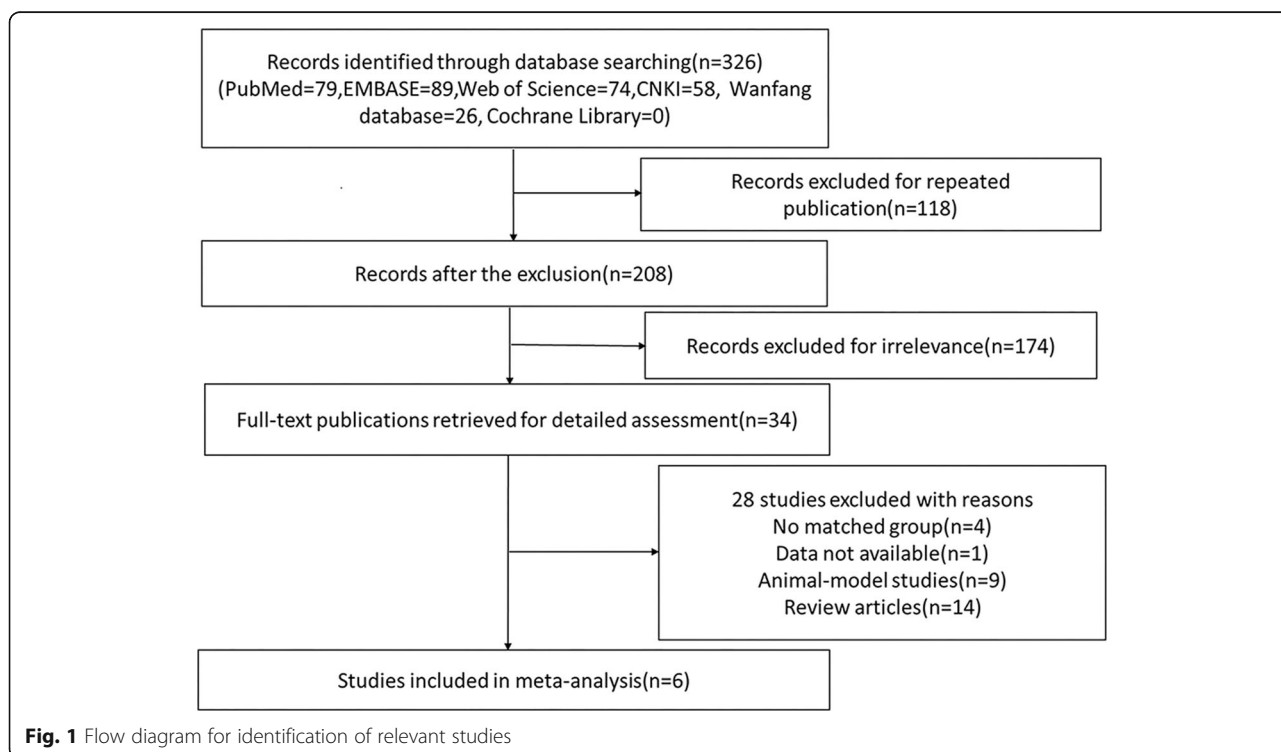 Records identified through database searching(n=326)
(PubMed=79,EMBASE=89,Web of Science=74,CNKI=58, Wanfang
database=26, Cochrane Library=0)
Records excluded for repeated
publication(n=118)
Records after the exclusion(n=208)
Records excluded for irrelevance(n=174)
Full-text publications retrieved for detailed assessment(n=34)
28 studies excluded with reasons
No matched group(n=4)
Data not available(n=1)
Animal-model studies(n=9)
Review articles(n=14)
Studies included in meta-analysis(n=6)
Fig. 1 Flow diagram for identification of relevant studies